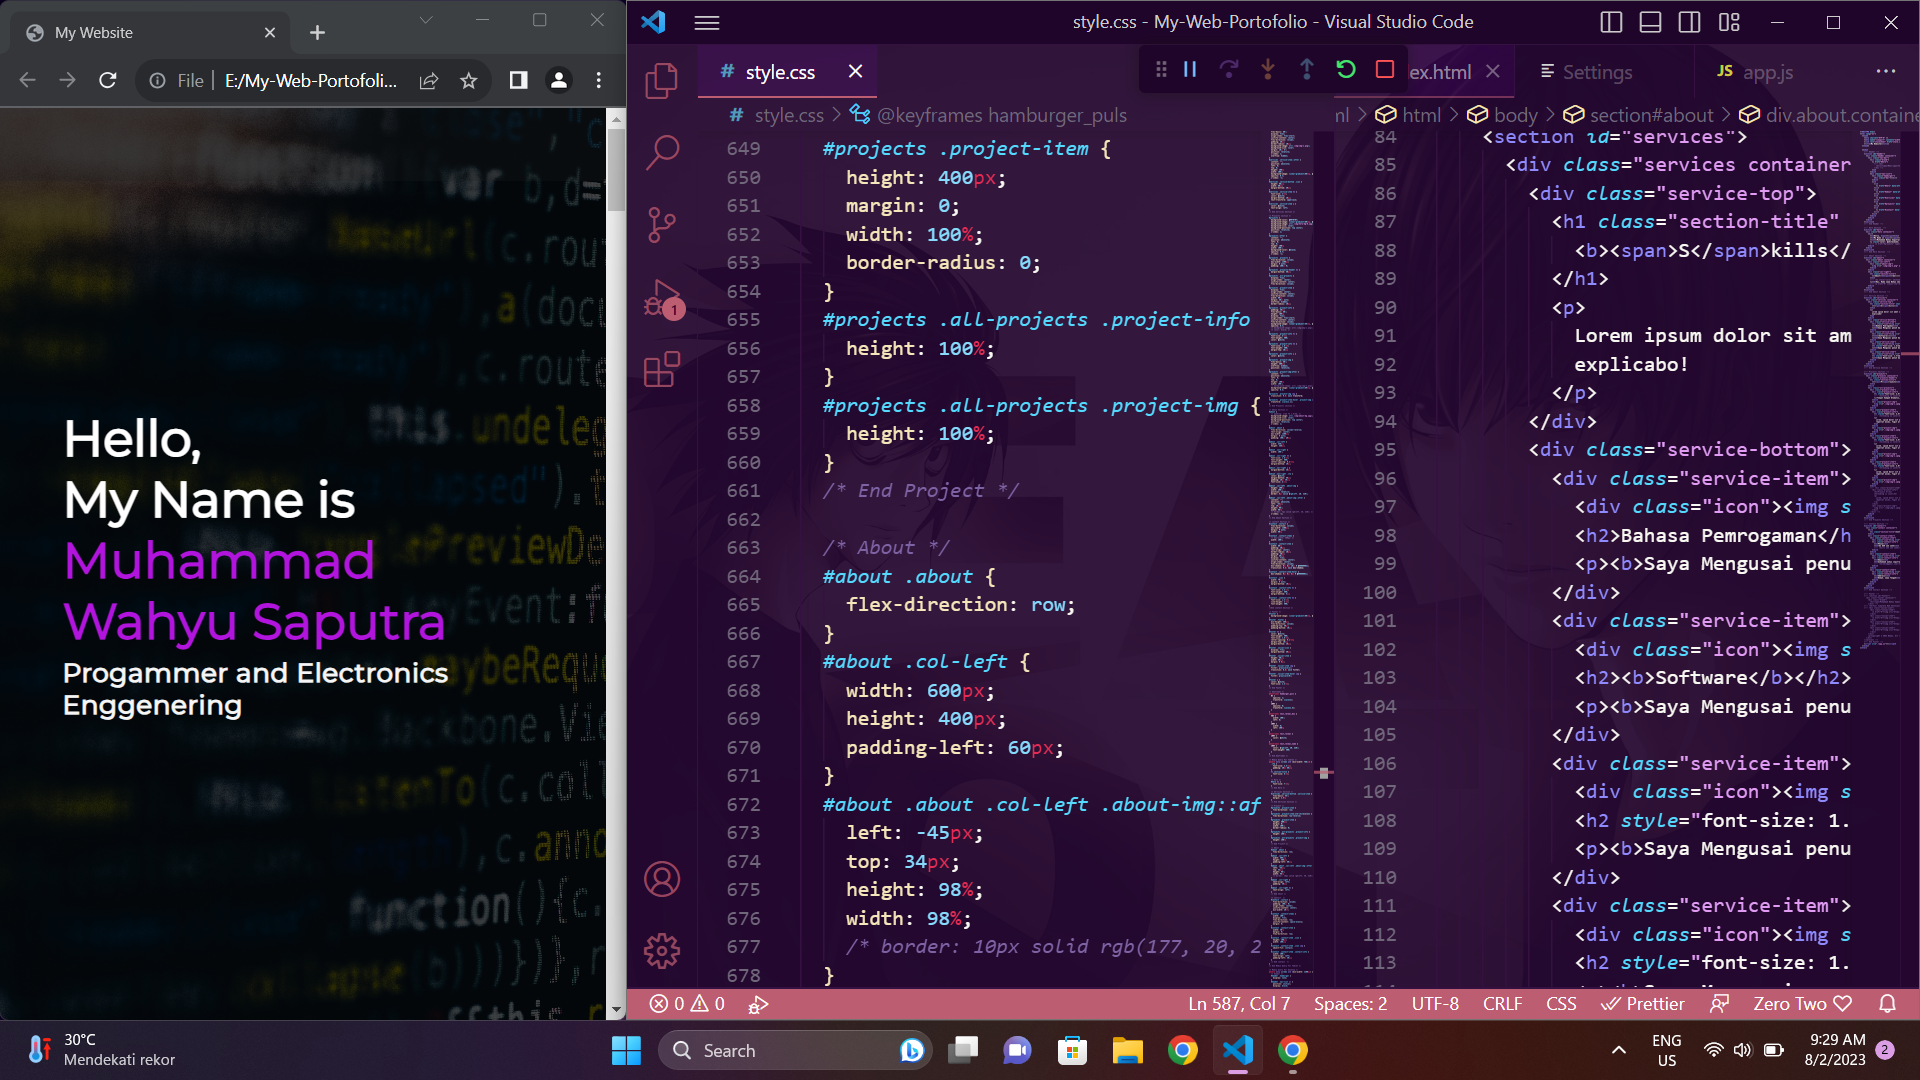 My Website
File
E:/My-Web-Portofoli...
Hello,
My Name is
Muhammad
Wahyu Saputra
Progammer and Electronics
Enggenering
style.css - My-Web-Portofolio - Visual Studio Code
# style.css
ex.html
Settings
JS app.js
# style.css > @keyframes hamburger_puls
nl > html > body > section#about > div.about.containe
649 #projects .project-item {
650 height: 400px;
651 margin: 0;
652 width: 100%;
653 border-radius: 0;
654 }
655 #projects .all-projects .project-info
656 height: 100%;
657 }
658 #projects .all-projects .project-img {
659 height: 100%;
660 }
661 /* End Project */
662
663 /* About */
664 #about .about {
665 flex-direction: row;
666 }
667 #about .col-left {
668 width: 600px;
669 height: 400px;
670 padding-left: 60px;
671 }
672 #about .about .col-left .about-img::af
673 left: -45px;
674 top: 34px;
675 height: 98%;
676 width: 98%;
677 /* border: 10px solid rgb(177, 20, 2
678 }
84 <section id="services">
85 <div class="services container
86 <div class="service-top">
87 <h1 class="section-title"
88 <b><span>S</span>kills</
89 </h1>
90 <p>
91 Lorem ipsum dolor sit am
92 explicabo!
93 </p>
94 </div>
95 <div class="service-bottom">
96 <div class="service-item">
97 <div class="icon"><img s
98 <h2>Bahasa Pemrogaman</h
99 <p><b>Saya Mengusai penu
100 </div>
101 <div class="service-item">
102 <div class="icon"><img s
103 <h2><b>Software</b></h2>
104 <p><b>Saya Mengusai penu
105 </div>
106 <div class="service-item">
107 <div class="icon"><img s
108 <h2 style="font-size: 1.
109 <p><b>Saya Mengusai penu
110 </div>
111 <div class="service-item">
112 <div class="icon"><img s
113 <h2 style="font-size: 1.
1
0 0
Ln 587, Col 7
Spaces: 2
UTF-8
CRLF
CSS
Prettier
Zero Two
30°C
Mendekati rekor
Search
ENG
US
9:29 AM
8/2/2023
2